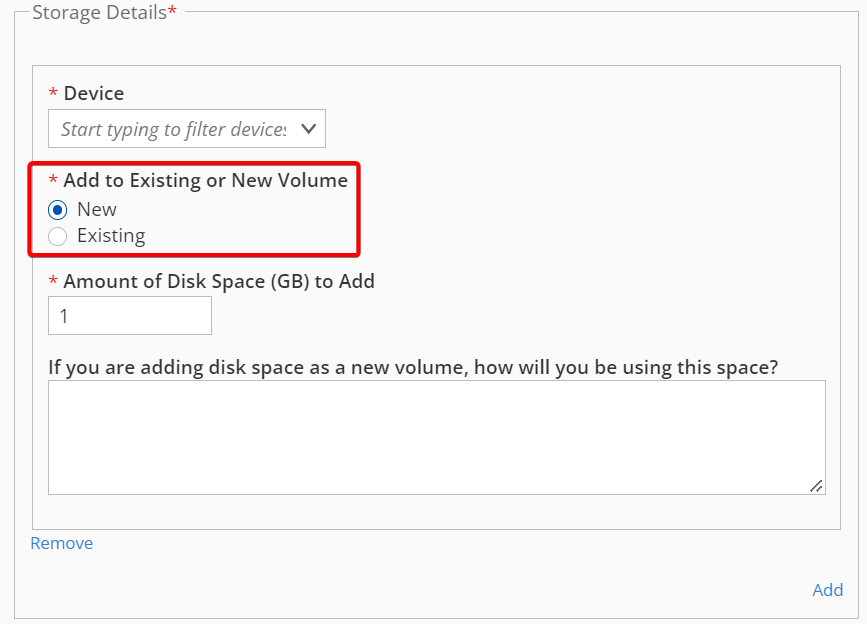 Storage Details*
* Device
Start typing to filter devices
* Add to Existing or New Volume
New
Existing
* Amount of Disk Space (GB) to Add
1
If you are adding disk space as a new volume, how will you be using this space?
Remove
Add